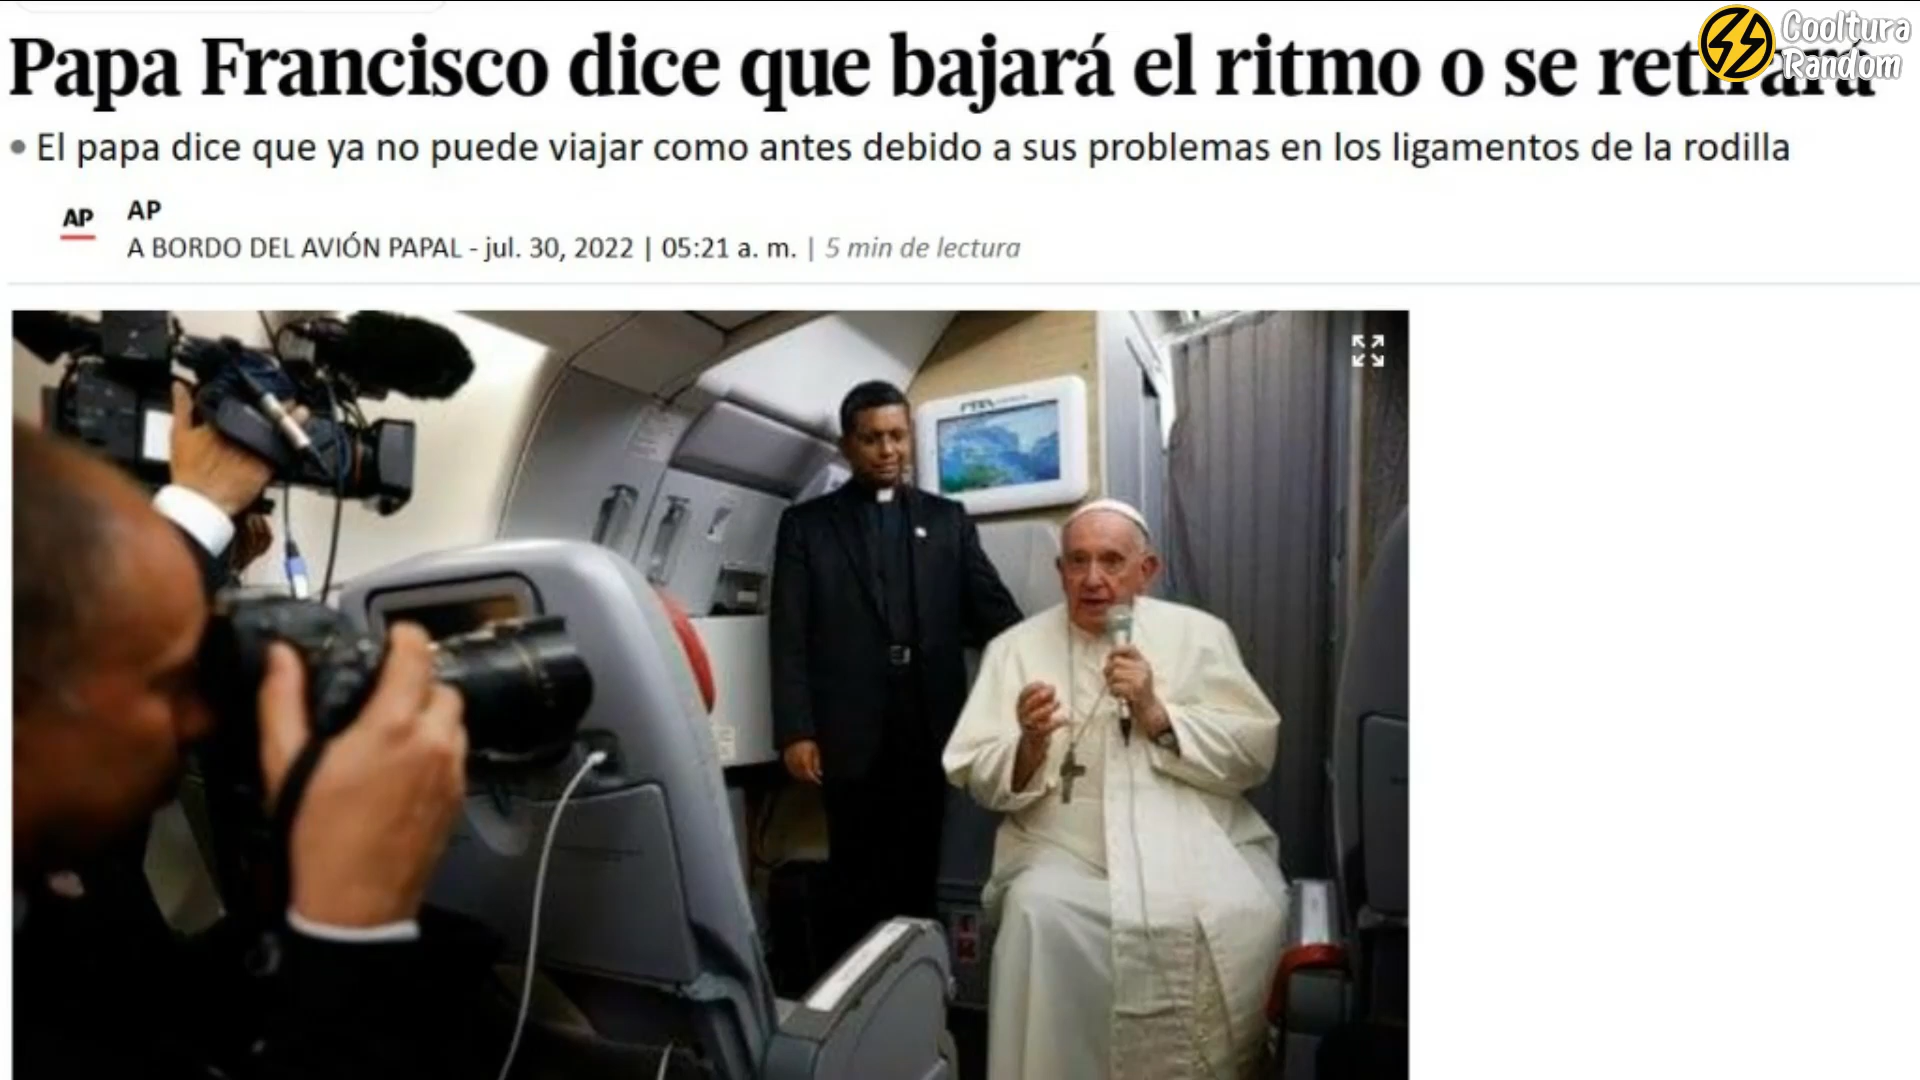 Cooltura
Random
Papa Francisco dice que bajará el ritmo o se retirará
• El papa dice que ya no puede viajar como antes debido a sus problemas en los ligamentos de la rodilla
AP AP
A BORDO DEL AVIÓN PAPAL - jul. 30, 2022 | 05:21 a. m. | 5 min de lectura